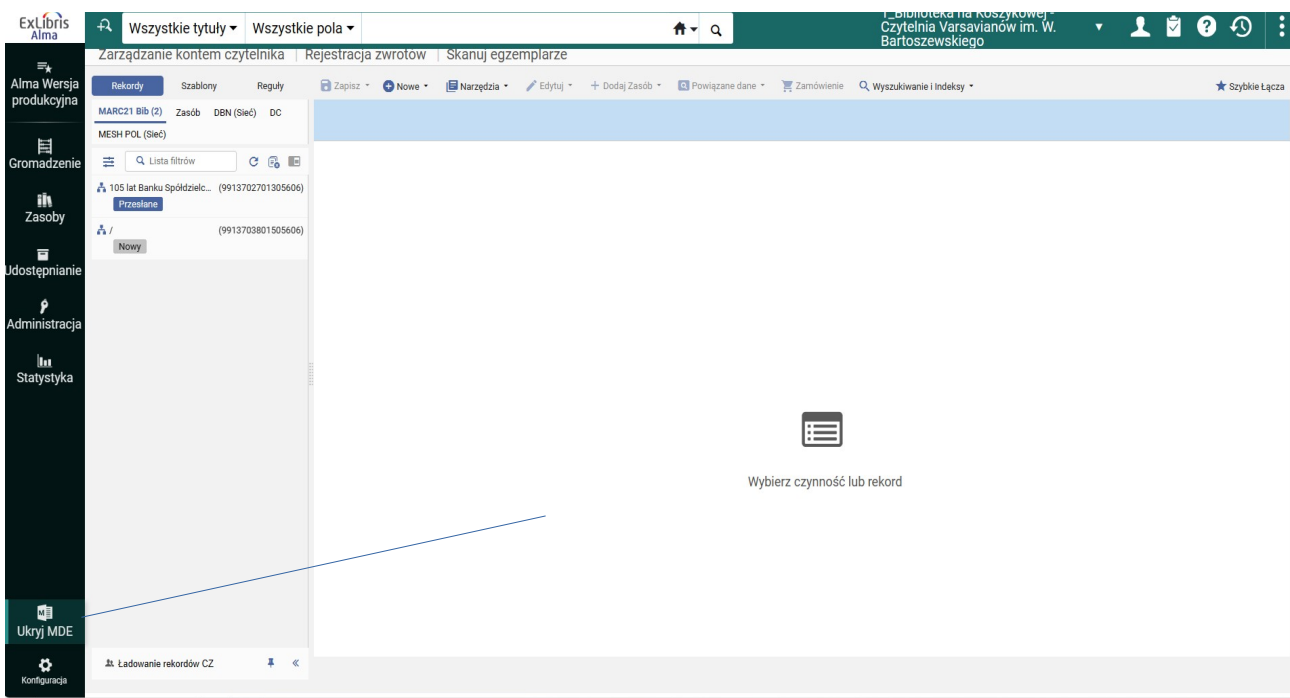 ExLibris
Alma
Wszystkie tytuły
Wszystkie pola
1_Biblioteka na Koszykowej -
Czytelnia Varsavianów im. W.
Bartoszewskiego
Zarządzanie kontem czytelnika
Rejestracja zwrotów
Skanuj egzemplarze
Alma Wersja
produkcyjna
Gromadzenie
Zasoby
Udostępnianie
Administracja
Statystyka
Ukryj MDE
Konfiguracja
Rekordy
Szablony
Reguły
Zapisz
Nowe
Narzędzia
Edytuj
Dodaj Zasób
Powiązane dane
Zamówienie
Wyszukiwanie i Indeksy
Szybkie Łącza
MARC21 Bib (2)
Zasób
DBN (Sieć)
DC
MESH POL (Sieć)
Lista filtrów
105 lat Banku Spółdzielc... (9913702701305606)
Przesłane
/ (9913703801505606)
Nowy
Wybierz czynność lub rekord
Ładowanie rekordów CZ